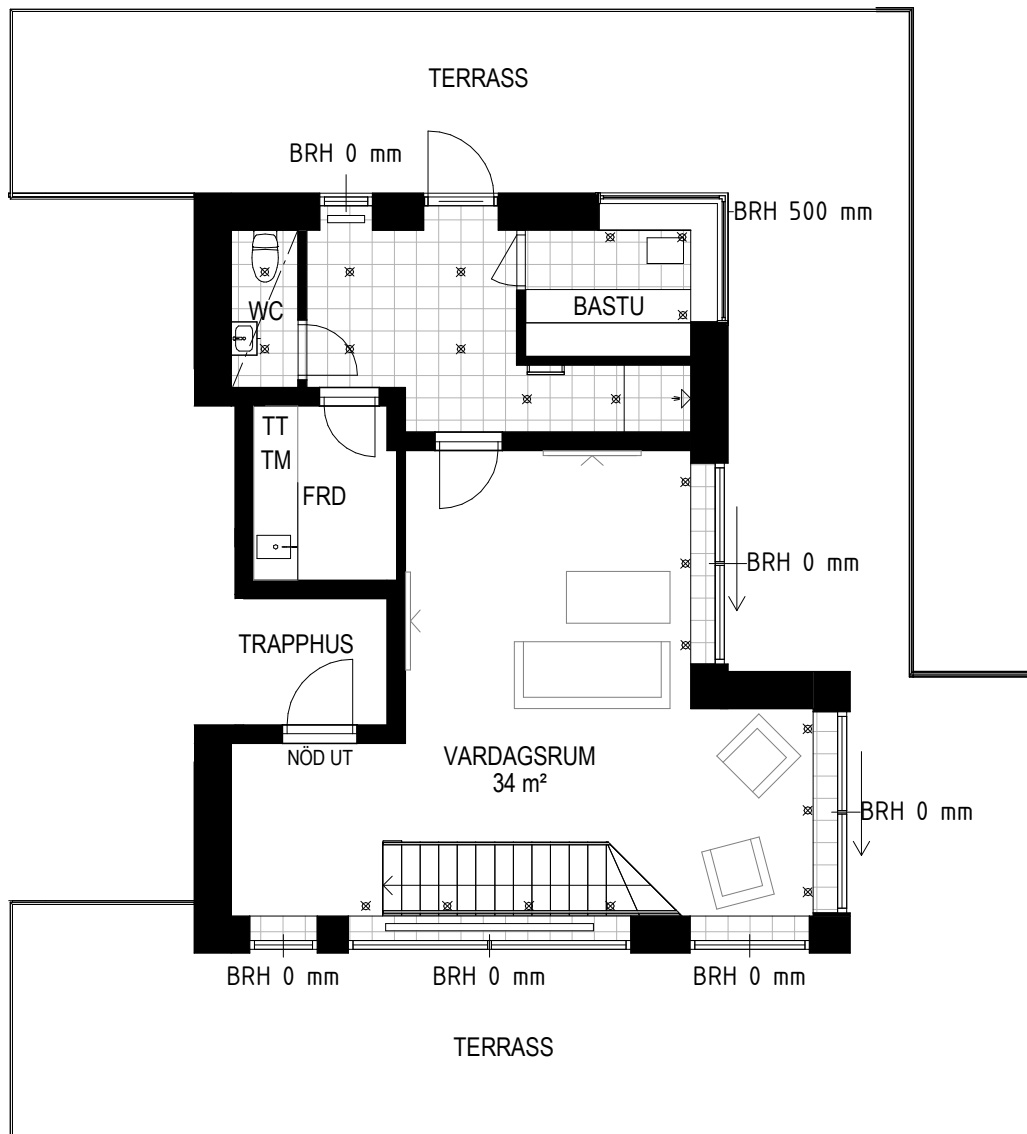 TERRASS
BRH 0 mm
BRH 500 mm
WC
BASTU
TT
TM
FRD
BRH 0 mm
TRAPPHUS
NÖD UT
VARDAGSRUM
34 m²
BRH 0 mm
BRH 0 mm
BRH 0 mm
BRH 0 mm
TERRASS